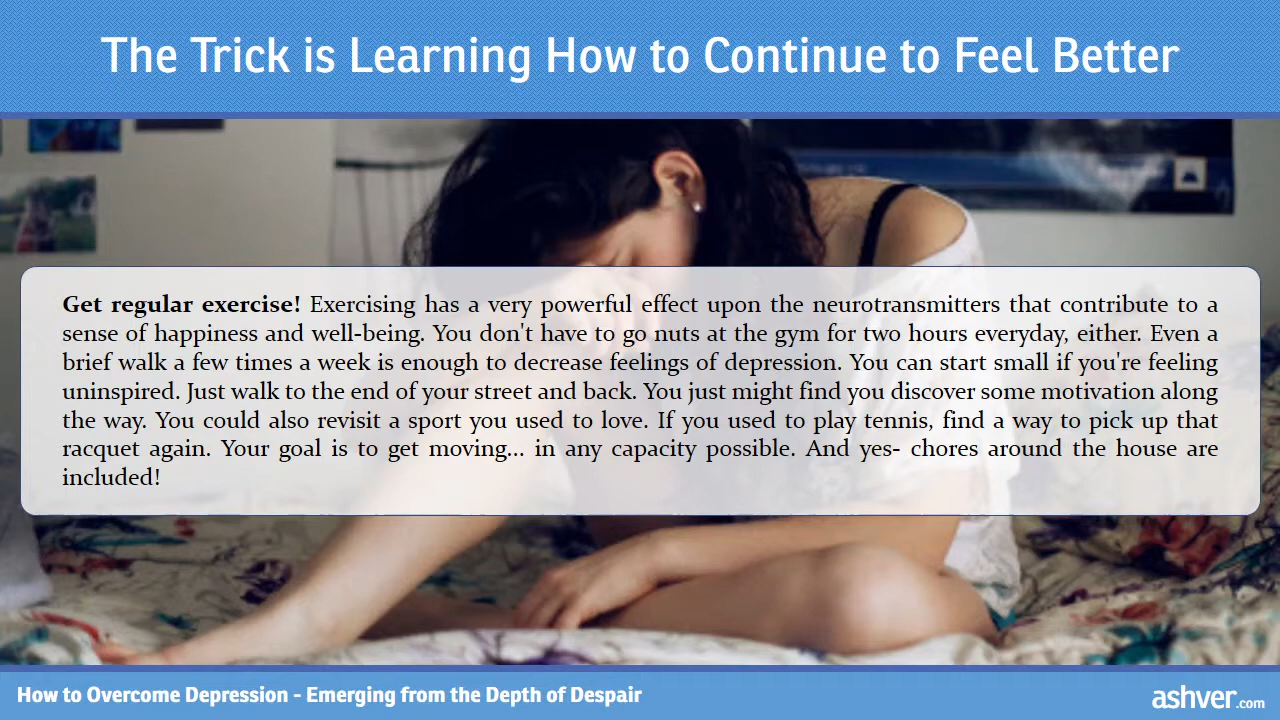 The Trick is Learning How to Continue to Feel Better
Get regular exercise! Exercising has a very powerful effect upon the neurotransmitters that contribute to a
sense of happiness and well-being. You don't have to go nuts at the gym for two hours everyday, either. Even a
brief walk a few times a week is enough to decrease feelings of depression. You can start small if you're feeling
uninspired. Just walk to the end of your street and back. You just might find you discover some motivation along
the way. You could also revisit a sport you used to love. If you used to play tennis, find a way to pick up that
racquet again. Your goal is to get moving... in any capacity possible. And yes- chores around the house are
included!
How to Overcome Depression - Emerging from the Depth of Despair
ashver.com